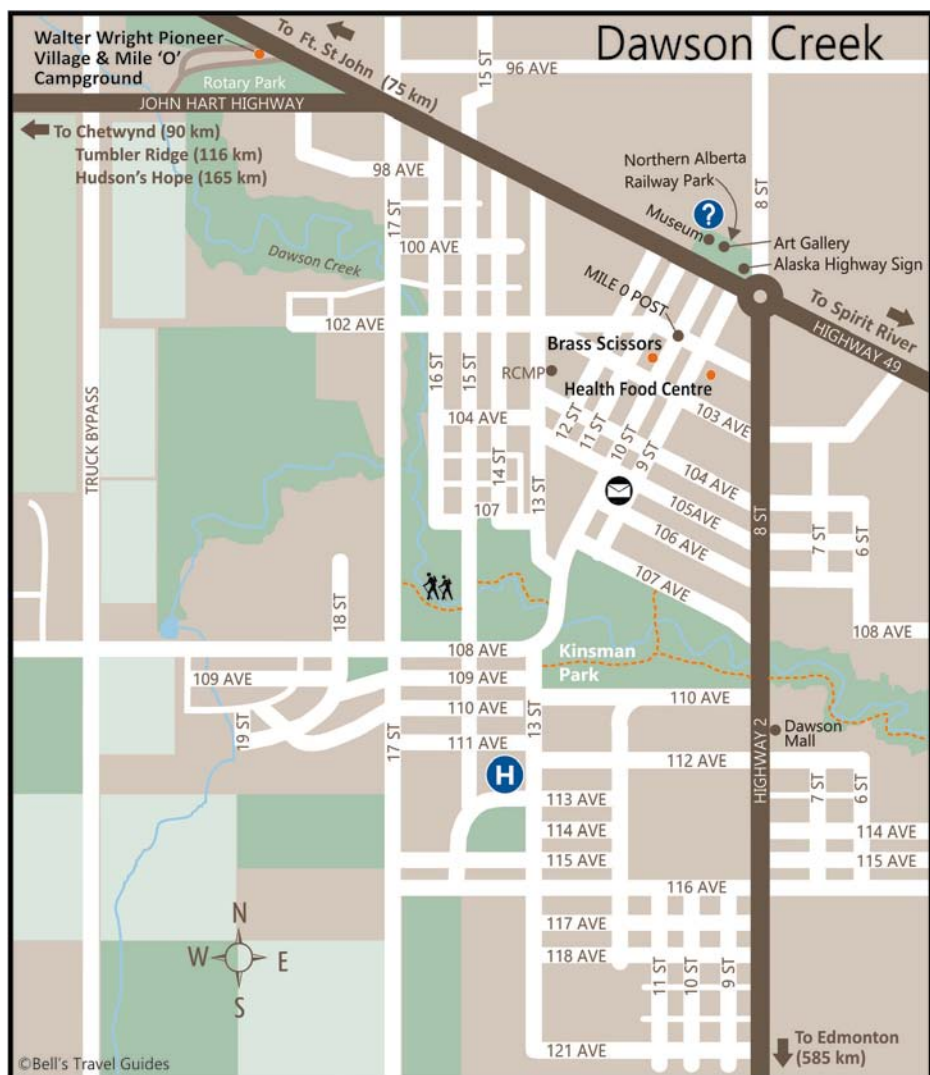 Dawson Creek
Walter Wright Pioneer
Village & Mile 'O'
Campground
To Ft. St John (75 km)
15 ST
96 AVE
Rotary Park
JOHN HART HIGHWAY
To Chetwynd (90 km)
Tumbler Ridge (116 km)
Hudson's Hope (165 km)
98 AVE
17 ST
100 AVE
Dawson Creek
Northern Alberta
Railway Park
8 ST
?
Museum
Art Gallery
Alaska Highway Sign
MILE 0 POST
To Spirit River
HIGHWAY 49
102 AVE
Brass Scissors
RCMP
Health Food Centre
16 ST
15 ST
TRUCK BYPASS
104 AVE
12 ST
11 ST
10 ST
9 ST
103 AVE
14 ST
13 ST
107
104 AVE
105AVE
106 AVE
107 AVE
8 ST
7 ST
6 ST
18 ST
108 AVE
108 AVE
Kinsman
Park
109 AVE
109 AVE
110 AVE
110 AVE
19 ST
17 ST
13 ST
111 AVE
HIGHWAY 2
Dawson
Mall
112 AVE
H
113 AVE
7 ST
6 ST
114 AVE
114 AVE
115 AVE
115 AVE
116 AVE
117 AVE
118 AVE
11 ST
10 ST
9 ST
N
W
E
S
121 AVE
To Edmonton
(585 km)
©Bell's Travel Guides